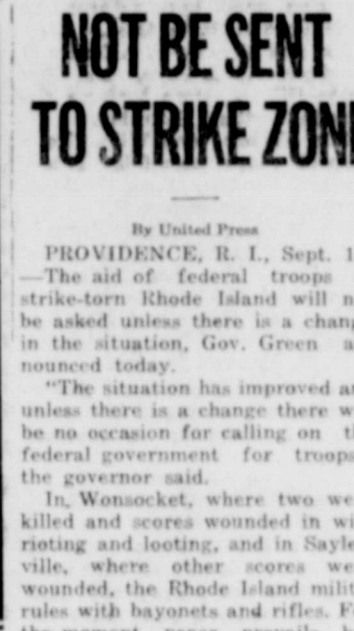 NOT BE SENT
TO STRIKE ZON
By United Press
PROVIDENCE, R. I., Sept. 1
—The aid of federal troops
strike-torn Rhode Island will n
be asked unless there is a chang
in the situation, Gov. Green a
nounced today.
"The situation has improved a
unless there is a change there w
be no occasion for calling on t
federal government for troops
the governor said.
In, Wonsocket, where two we
killed and scores wounded in wi
rioting and looting, and in Sayle
ville, where other scores we
wounded, the Rhode Island milit
rules with bayonets and rifles. F